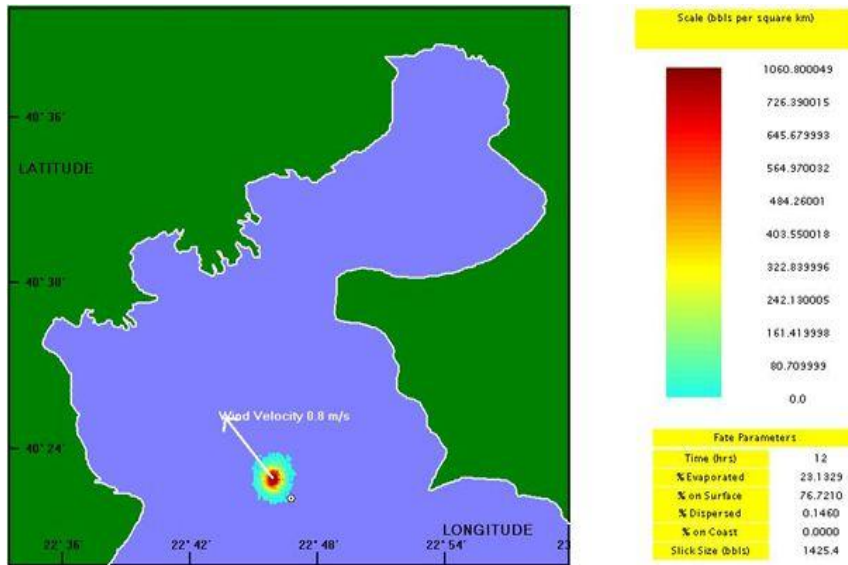 40° 36'
LATITUDE
40° 30'
Wind Velocity 0.8 m/s
40° 24'
LONGITUDE
22° 36' 22° 42' 22° 48' 22° 54' 23
Scale (bbls per square km)
1060.800049
726.390015
645.679993
564.970032
484.26001
403.550018
322.839996
242.130005
161.419998
80.709999
0.0
Fate Parameters
Time (hrs) 12
% Evaporated 23.1329
% on Surface 76.7210
% Dispersed 0.1460
% on Coast 0.0000
Slick Size (bbls) 1425.4